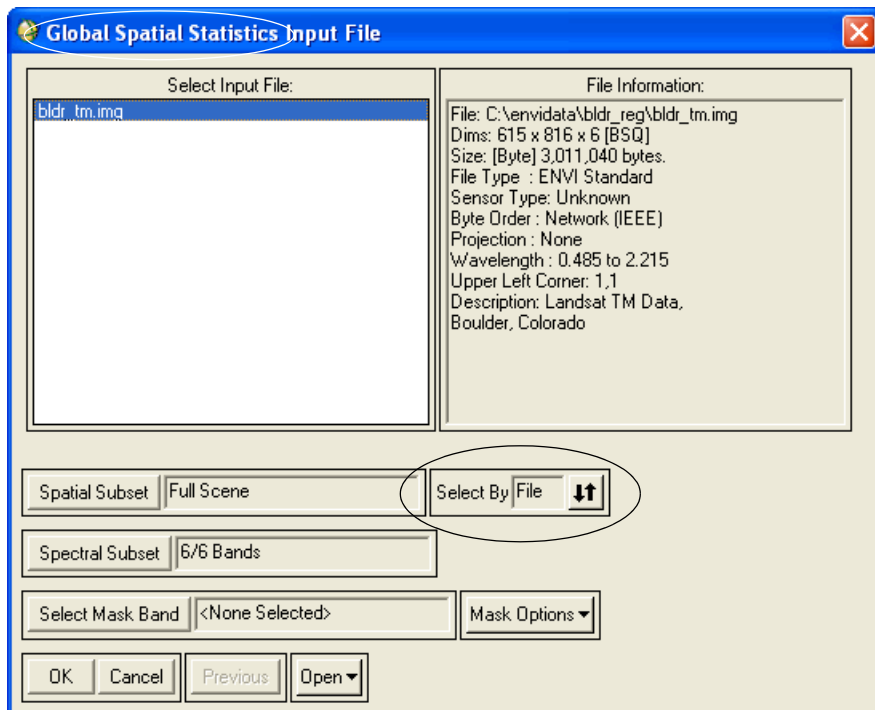 Global Spatial Statistics Input File
Select Input File:
bldr_tm.img
File Information:
File: C:\envidata\bldr_reg\bldr_tm.img
Dims: 615 x 816 x 6 [BSQ]
Size: [Byte] 3,011,040 bytes.
File Type : ENVI Standard
Sensor Type: Unknown
Byte Order : Network (IEEE)
Projection : None
Wavelength : 0.485 to 2.215
Upper Left Corner: 1,1
Description: Landsat TM Data,
Boulder, Colorado
Spatial Subset Full Scene
Select By File
Spectral Subset 6/6 Bands
Select Mask Band <None Selected>
Mask Options
OK Cancel Previous Open